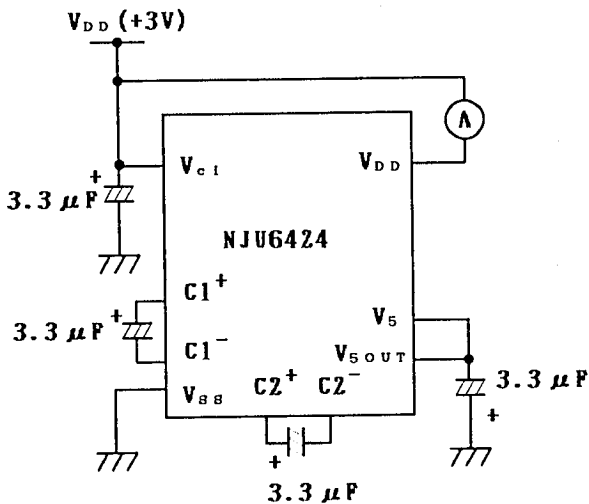 VDD (+3V)
A
+
VCI
VDD
3.3 μF
NJU6424
C1+
+
3.3 μF
C1-
V5
V5OUT
VSS
C2+ C2-
3.3 μF
+
+
3.3 μF